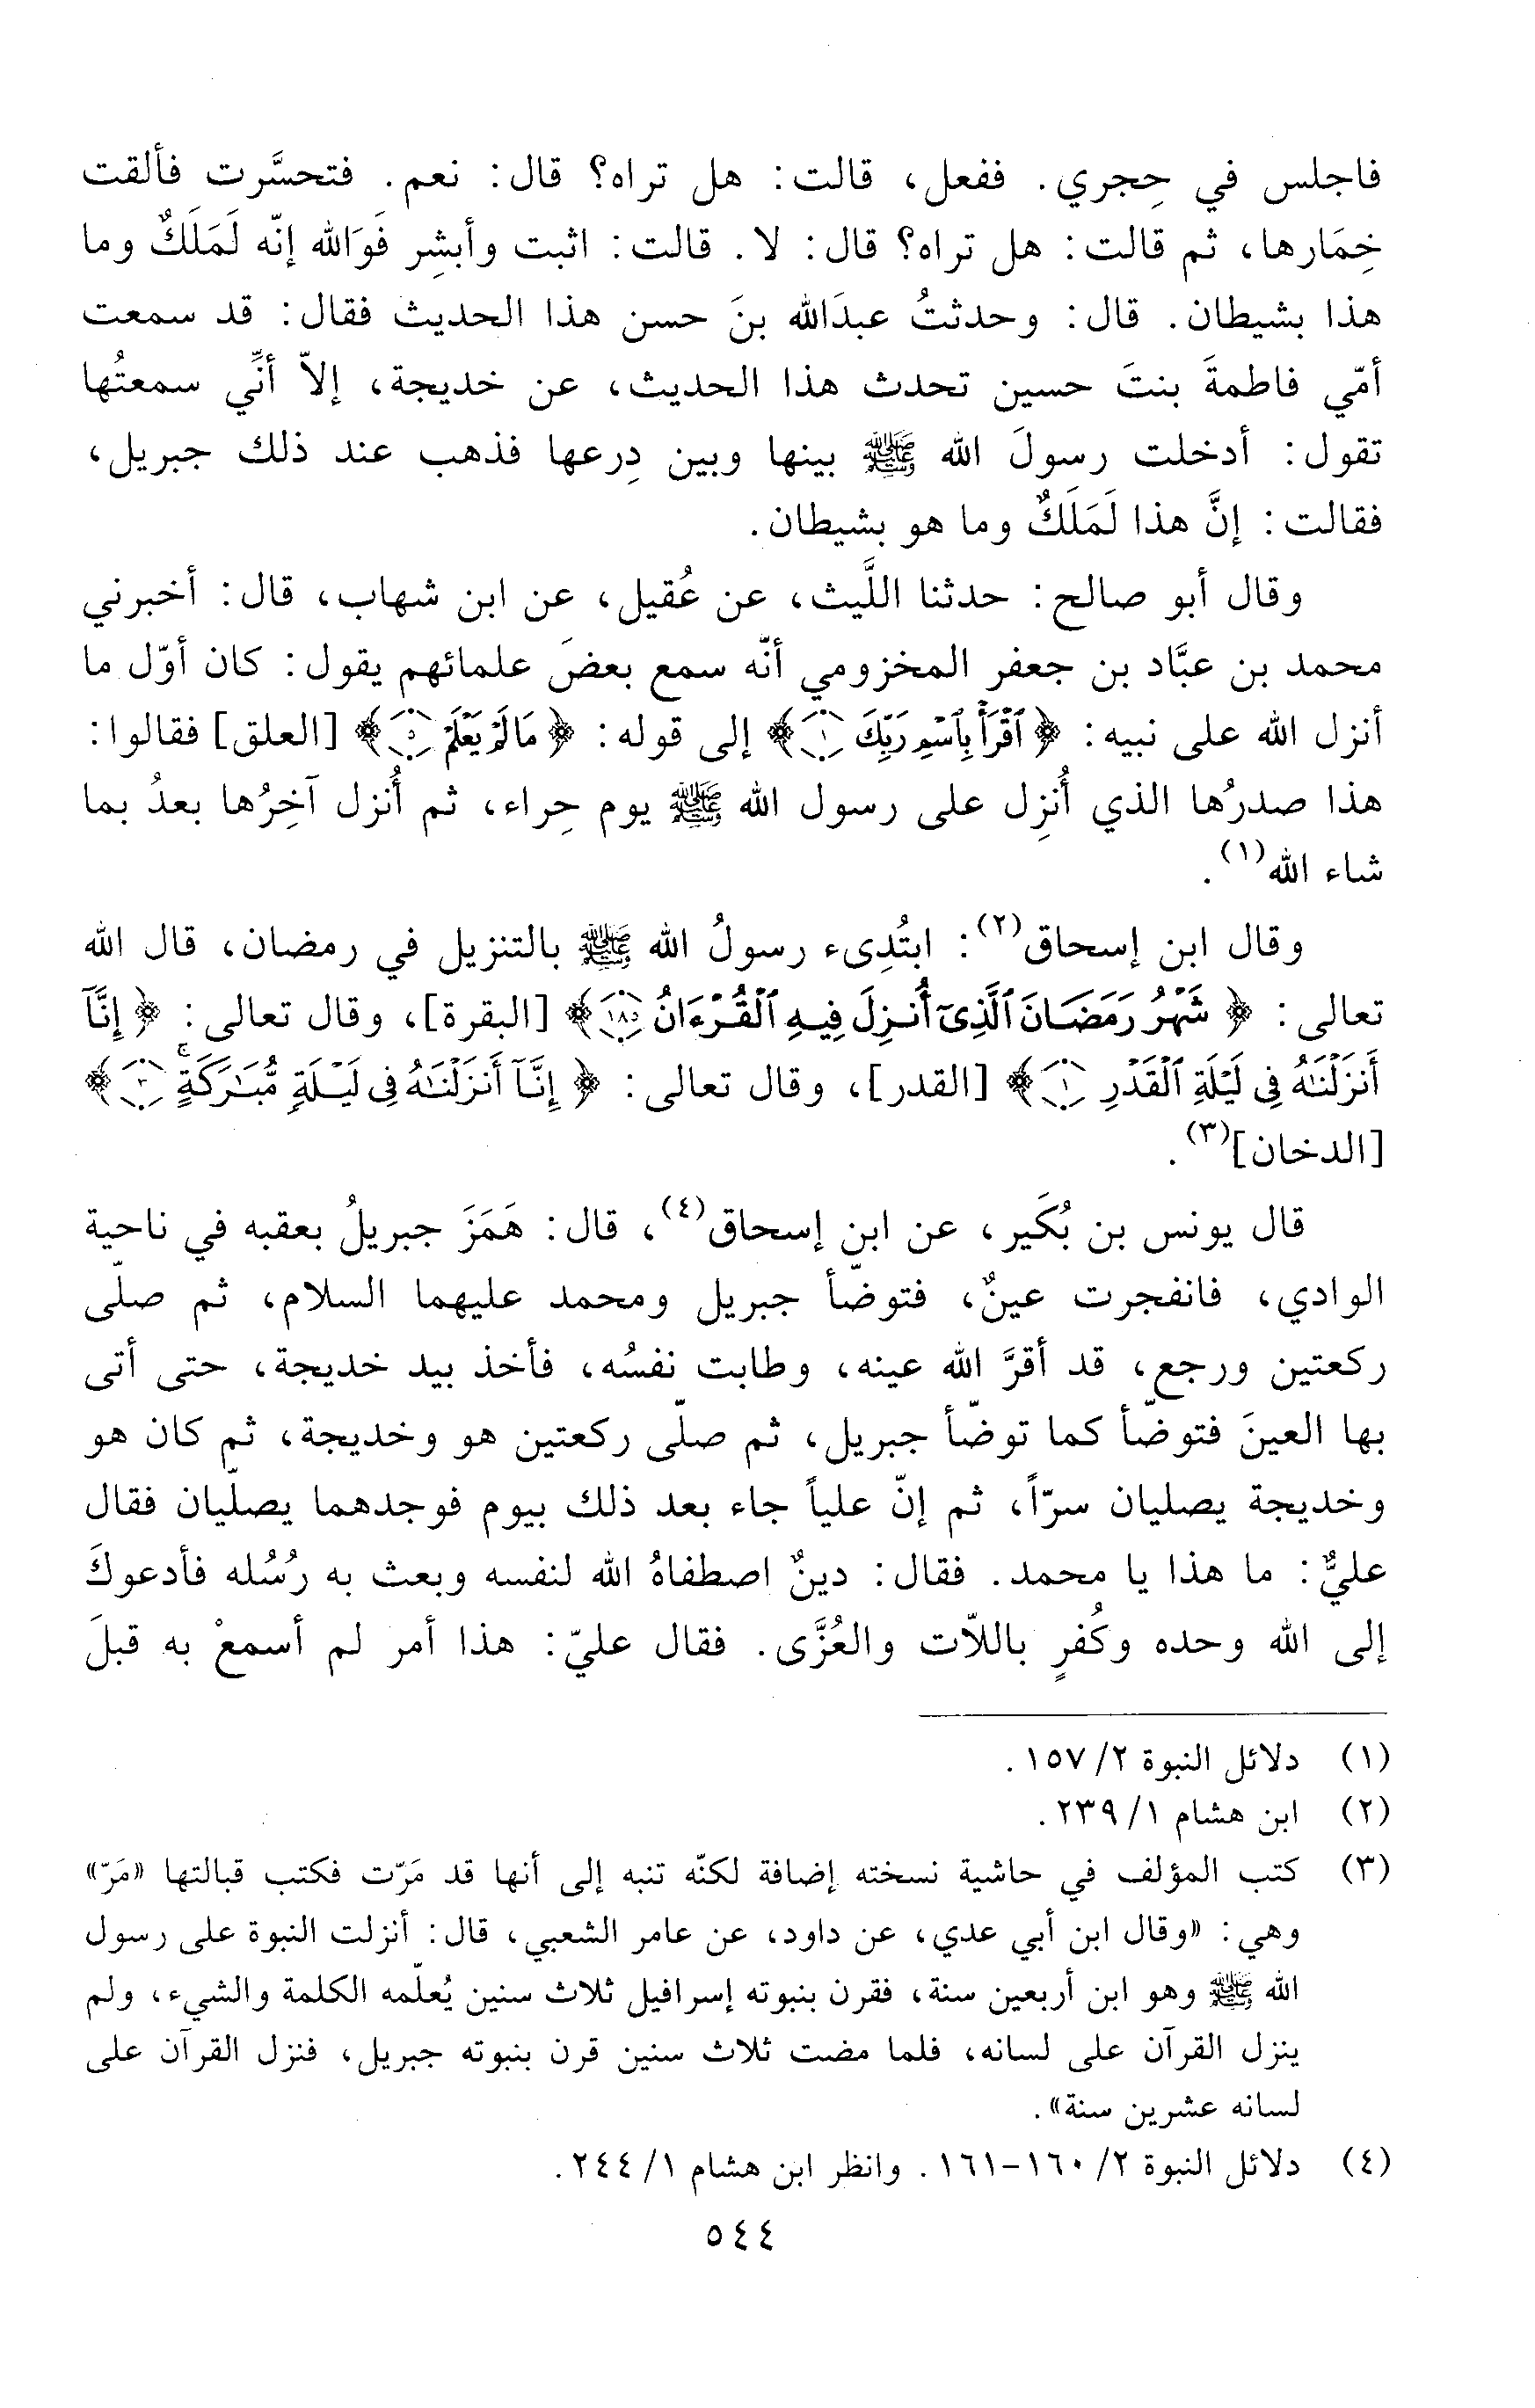 فاجلس في حِجري. ففعل، قالت: هل تراه؟ قال: نعم. فتحسَّرت فألقت
خِمَارها، ثم قالت: هل تراه؟ قال: لا. قالت: اثبت وأبشِر فَوَالله إنّه لَمَلَكٌ وما
هذا بشيطان. قال: وحدثتُ عبدَالله بنَ حسن هذا الحديث فقال: قد سمعت
أمّي فاطمةَ بنتَ حسين تحدث هذا الحديث، عن خديجة، إلاّ أنِّي سمعتُها
تقول: أدخلت رسولَ الله ﷺ بينها وبين دِرعها فذهب عند ذلك جبريل،
فقالت: إنَّ هذا لَمَلَكٌ وما هو بشيطان.
وقال أبو صالح: حدثنا اللَّيث، عن عُقيل، عن ابن شهاب، قال: أخبرني
محمد بن عبَّاد بن جعفر المخزومي أنّه سمع بعضَ علمائهم يقول: كان أوّل ما
أنزل الله على نبيه: ﴿ ٱقْرَأْ بِٱسْمِ رَبِّكَ ١ ﴾ إلى قوله: ﴿ مَا لَمْ يَعْلَمْ ٥ ﴾ [العلق] فقالوا:
هذا صدرُها الذي أُنزِل على رسول الله ﷺ يوم حِراء، ثم أُنزل آخِرُها بعدُ بما
شاء الله(١).
وقال ابن إسحاق(٢): ابتُدِىء رسولُ الله ﷺ بالتنزيل في رمضان، قال الله
تعالى: ﴿ شَهْرُ رَمَضَانَ ٱلَّذِىٓ أُنزِلَ فِيهِ ٱلْقُرْءَانُ ١٨٥ ﴾ [البقرة]، وقال تعالى: ﴿ إِنَّآ
أَنزَلْنَٰهُ فِى لَيْلَةِ ٱلْقَدْرِ ١ ﴾ [القدر]، وقال تعالى: ﴿ إِنَّآ أَنزَلْنَٰهُ فِى لَيْلَةٍ مُّبَٰرَكَةٍ ۚ ٣ ﴾
[الدخان](٣).
قال يونس بن بُكَير، عن ابن إسحاق(٤)، قال: هَمَزَ جبريلُ بعقبه في ناحية
الوادي، فانفجرت عينٌ، فتوضّأ جبريل ومحمد عليهما السلام، ثم صلّى
ركعتين ورجع، قد أقرَّ الله عينه، وطابت نفسُه، فأخذ بيد خديجة، حتى أتى
بها العينَ فتوضّأ كما توضّأ جبريل، ثم صلّى ركعتين هو وخديجة، ثم كان هو
وخديجة يصليان سرّاً، ثم إنّ علياً جاء بعد ذلك بيوم فوجدهما يصلّيان فقال
عليٌّ: ما هذا يا محمد. فقال: دينٌ اصطفاهُ الله لنفسه وبعث به رُسُله فأدعوكَ
إلى الله وحده وكُفرٍ باللاّت والعُزَّى. فقال عليّ: هذا أمر لم أسمعْ به قبلَ
(١) دلائل النبوة ٢/ ١٥٧.
(٢) ابن هشام ١/ ٢٣٩.
(٣) كتب المؤلف في حاشية نسخته إضافة لكنّه تنبه إلى أنها قد مَرّت فكتب قبالتها «مَرّ»
وهي: «وقال ابن أبي عدي، عن داود، عن عامر الشعبي، قال: أنزلت النبوة على رسول
الله ﷺ وهو ابن أربعين سنة، فقرن بنبوته إسرافيل ثلاث سنين يُعلّمه الكلمة والشيء، ولم
ينزل القرآن على لسانه، فلما مضت ثلاث سنين قرن بنبوته جبريل، فنزل القرآن على
لسانه عشرين سنة».
(٤) دلائل النبوة ٢/ ١٦٠-١٦١. وانظر ابن هشام ١/ ٢٤٤.
٥٤٤